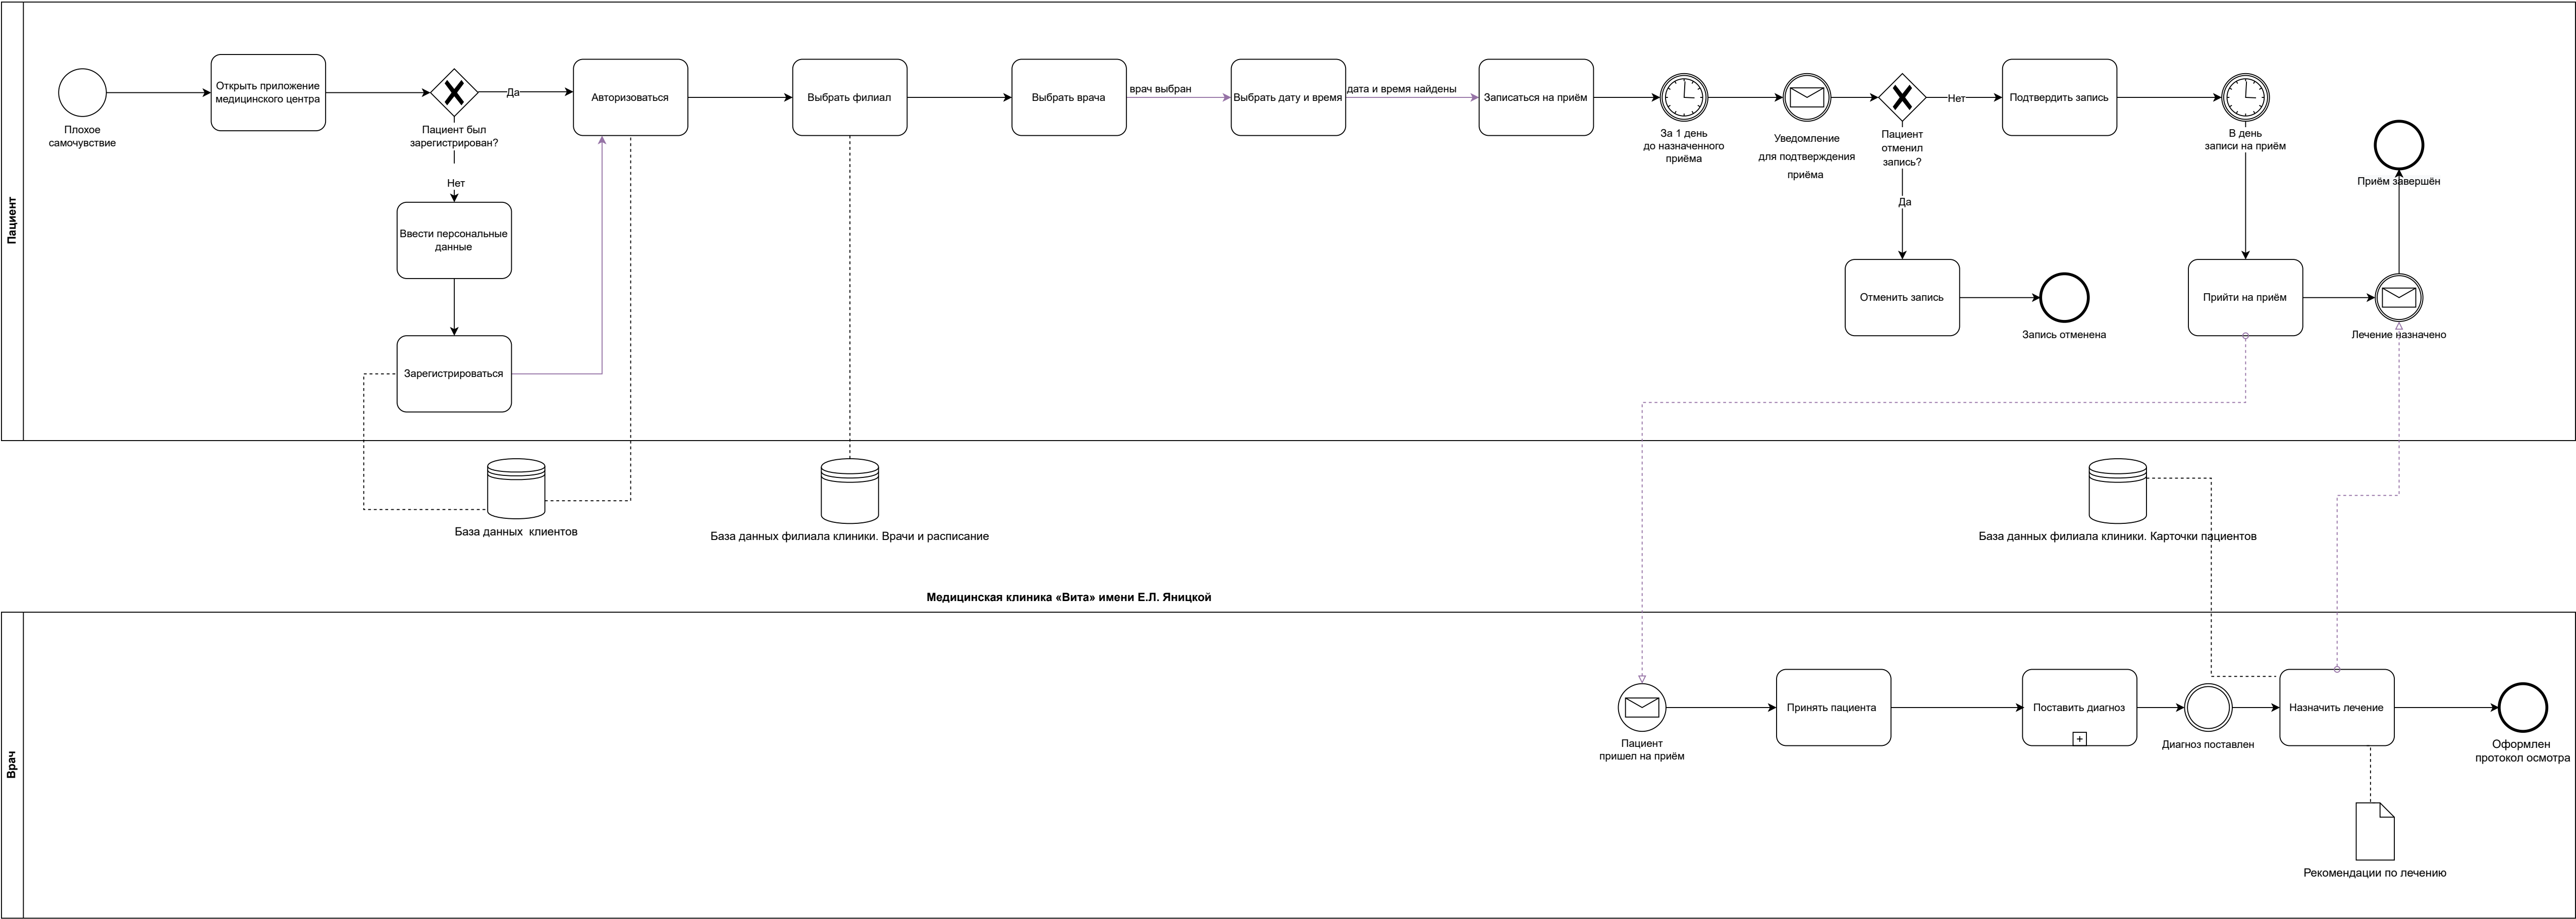 Пациент
Плохое
самочувствие
Открыть приложение
медицинского центра
Пациент был
зарегистрирован?
Да
Нет
Ввести персональные
данные
Зарегистрироваться
Авторизоваться
Выбрать филиал
Выбрать врача
врач выбран
Выбрать дату и время
дата и время найдены
Записаться на приём
За 1 день
до назначенного
приёма
Уведомление
для подтверждения
приёма
Пациент
отменил
запись?
Нет
Да
Отменить запись
Запись отменена
Подтвердить запись
В день
записи на приём
Прийти на приём
Лечение назначено
Приём завершён
База данных  клиентов
База данных филиала клиники. Врачи и расписание
База данных филиала клиники. Карточки пациентов
Медицинская клиника «Вита» имени Е.Л. Яницкой
Врач
Пациент
пришел на приём
Принять пациента
Поставить диагноз
Диагноз поставлен
Назначить лечение
Оформлен
протокол осмотра
Рекомендации по лечению